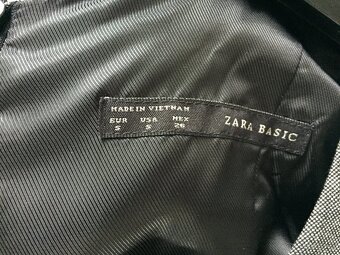 MADE IN VIETNAM
EUR USA MEX
S S 26
ZARA BASIC